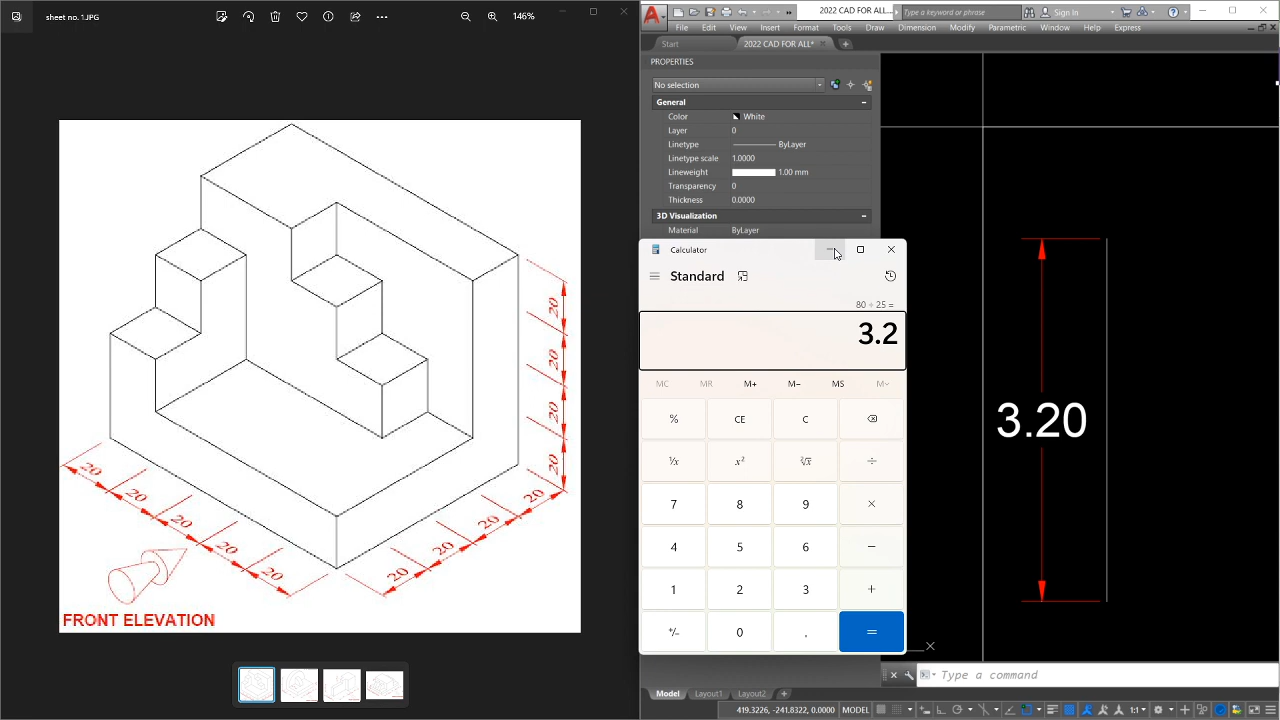 sheet no. 1.JPG
146%
20
20
20
20
20
20
20
20
20
20
20
20
20
FRONT ELEVATION
2022 CAD FOR ALL...
Type a keyword or phrase
Sign In
File Edit View Insert Format Tools Draw Dimension Modify Parametric Window Help Express
Start
2022 CAD FOR ALL*
PROPERTIES
No selection
General
Color White
Layer 0
Linetype ByLayer
Linetype scale 1.0000
Lineweight 1.00 mm
Transparency 0
Thickness 0.0000
3D Visualization
Material ByLayer
Calculator
Standard
80 ÷ 25 =
3.2
MC MR M+ M− MS M
% CE C
¹/x x² ²√x ÷
7 8 9 ×
4 5 6 −
1 2 3 +
+/− 0 , =
3.20
X
Type a command
Model Layout1 Layout2 +
419.3226, -241.8322, 0.0000 MODEL 1:1